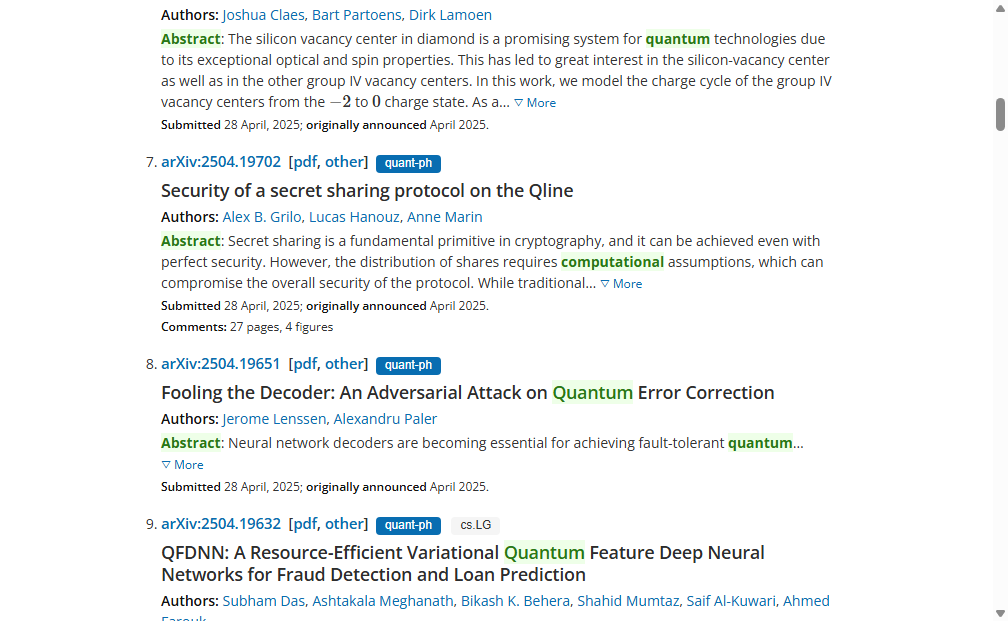 Authors: Joshua Claes, Bart Partoens, Dirk Lamoen
Abstract: The silicon vacancy center in diamond is a promising system for quantum technologies due
to its exceptional optical and spin properties. This has led to great interest in the silicon-vacancy center
as well as in the other group IV vacancy centers. In this work, we model the charge cycle of the group IV
vacancy centers from the −2 to 0 charge state. As a... ▽ More
Submitted 28 April, 2025; originally announced April 2025.
7. arXiv:2504.19702 [pdf, other] quant-ph
Security of a secret sharing protocol on the Qline
Authors: Alex B. Grilo, Lucas Hanouz, Anne Marin
Abstract: Secret sharing is a fundamental primitive in cryptography, and it can be achieved even with
perfect security. However, the distribution of shares requires computational assumptions, which can
compromise the overall security of the protocol. While traditional... ▽ More
Submitted 28 April, 2025; originally announced April 2025.
Comments: 27 pages, 4 figures
8. arXiv:2504.19651 [pdf, other] quant-ph
Fooling the Decoder: An Adversarial Attack on Quantum Error Correction
Authors: Jerome Lenssen, Alexandru Paler
Abstract: Neural network decoders are becoming essential for achieving fault-tolerant quantum...
▽ More
Submitted 28 April, 2025; originally announced April 2025.
9. arXiv:2504.19632 [pdf, other] quant-ph cs.LG
QFDNN: A Resource-Efficient Variational Quantum Feature Deep Neural
Networks for Fraud Detection and Loan Prediction
Authors: Subham Das, Ashtakala Meghanath, Bikash K. Behera, Shahid Mumtaz, Saif Al-Kuwari, Ahmed
Farouk